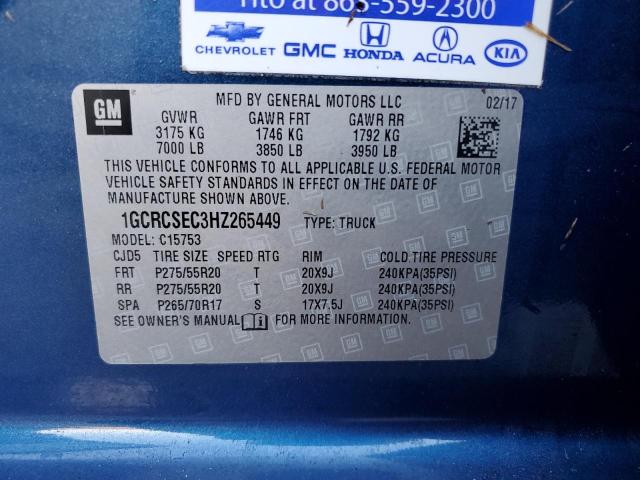 Tito at 863-559-2300
CHEVROLET GMC HONDA ACURA KIA
GM
MFD BY GENERAL MOTORS LLC 02/17
GVWR GAWR FRT GAWR RR
3175 KG 1746 KG 1792 KG
7000 LB 3850 LB 3950 LB
THIS VEHICLE CONFORMS TO ALL APPLICABLE U.S. FEDERAL MOTOR
VEHICLE SAFETY STANDARDS IN EFFECT ON THE DATE OF
MANUFACTURE SHOWN ABOVE.
1GCRCSEC3HZ265449 TYPE: TRUCK
MODEL: C15753
CJD5 TIRE SIZE SPEED RTG RIM COLD TIRE PRESSURE
FRT P275/55R20 T 20X9J 240KPA(35PSI)
RR P275/55R20 T 20X9J 240KPA(35PSI)
SPA P265/70R17 S 17X7.5J 240KPA(35PSI)
SEE OWNER'S MANUAL FOR MORE INFORMATION.